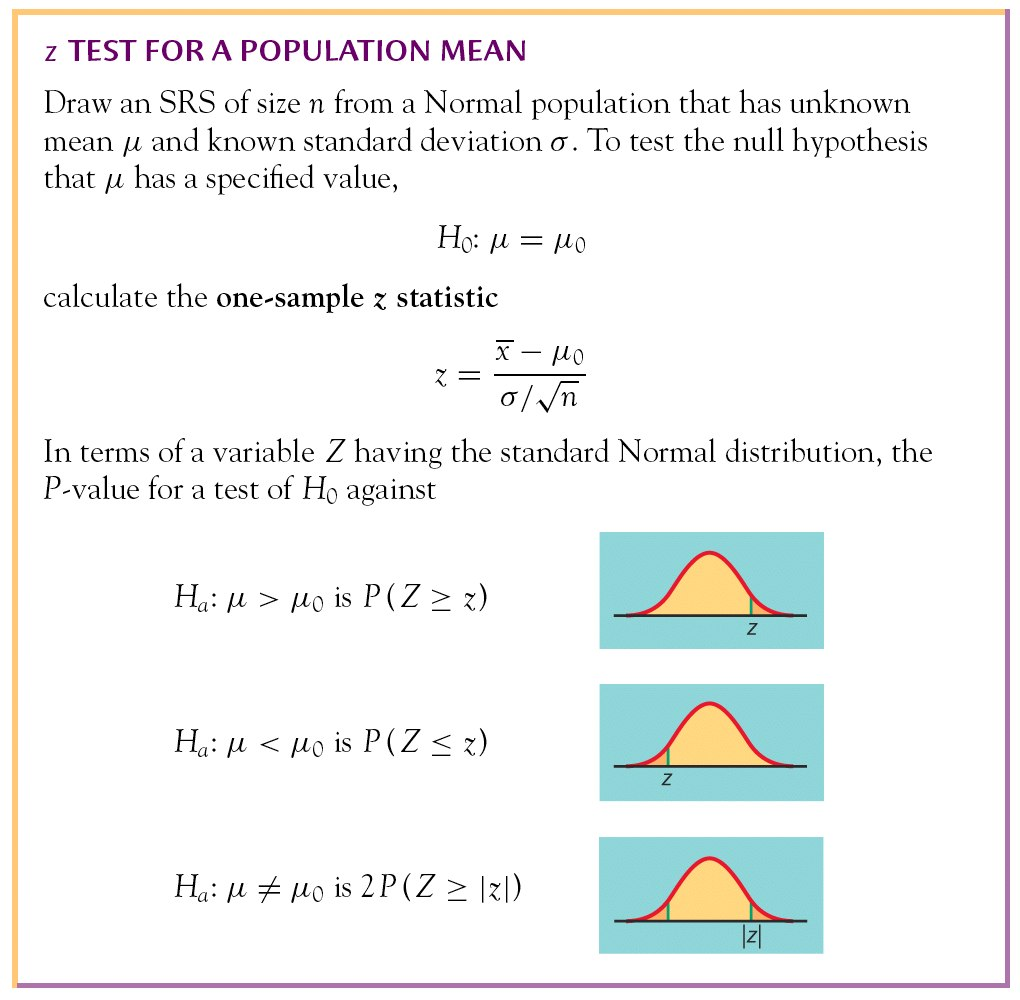 z TEST FOR A POPULATION MEAN
Draw an SRS of size n from a Normal population that has unknown
mean μ and known standard deviation σ. To test the null hypothesis
that μ has a specified value,
H₀: μ = μ₀
calculate the one-sample z statistic
z = (x̅ − μ₀) / (σ/√n)
In terms of a variable Z having the standard Normal distribution, the
P-value for a test of H₀ against
Hₐ: μ > μ₀ is P(Z ≥ z)
z
Hₐ: μ < μ₀ is P(Z ≤ z)
z
Hₐ: μ ≠ μ₀ is 2P(Z ≥ |z|)
|z|